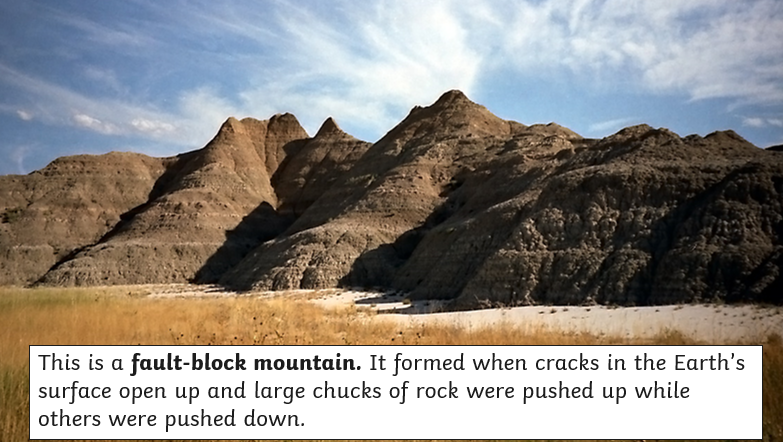 This is a fault-block mountain. It formed when cracks in the Earth's
surface open up and large chucks of rock were pushed up while
others were pushed down.